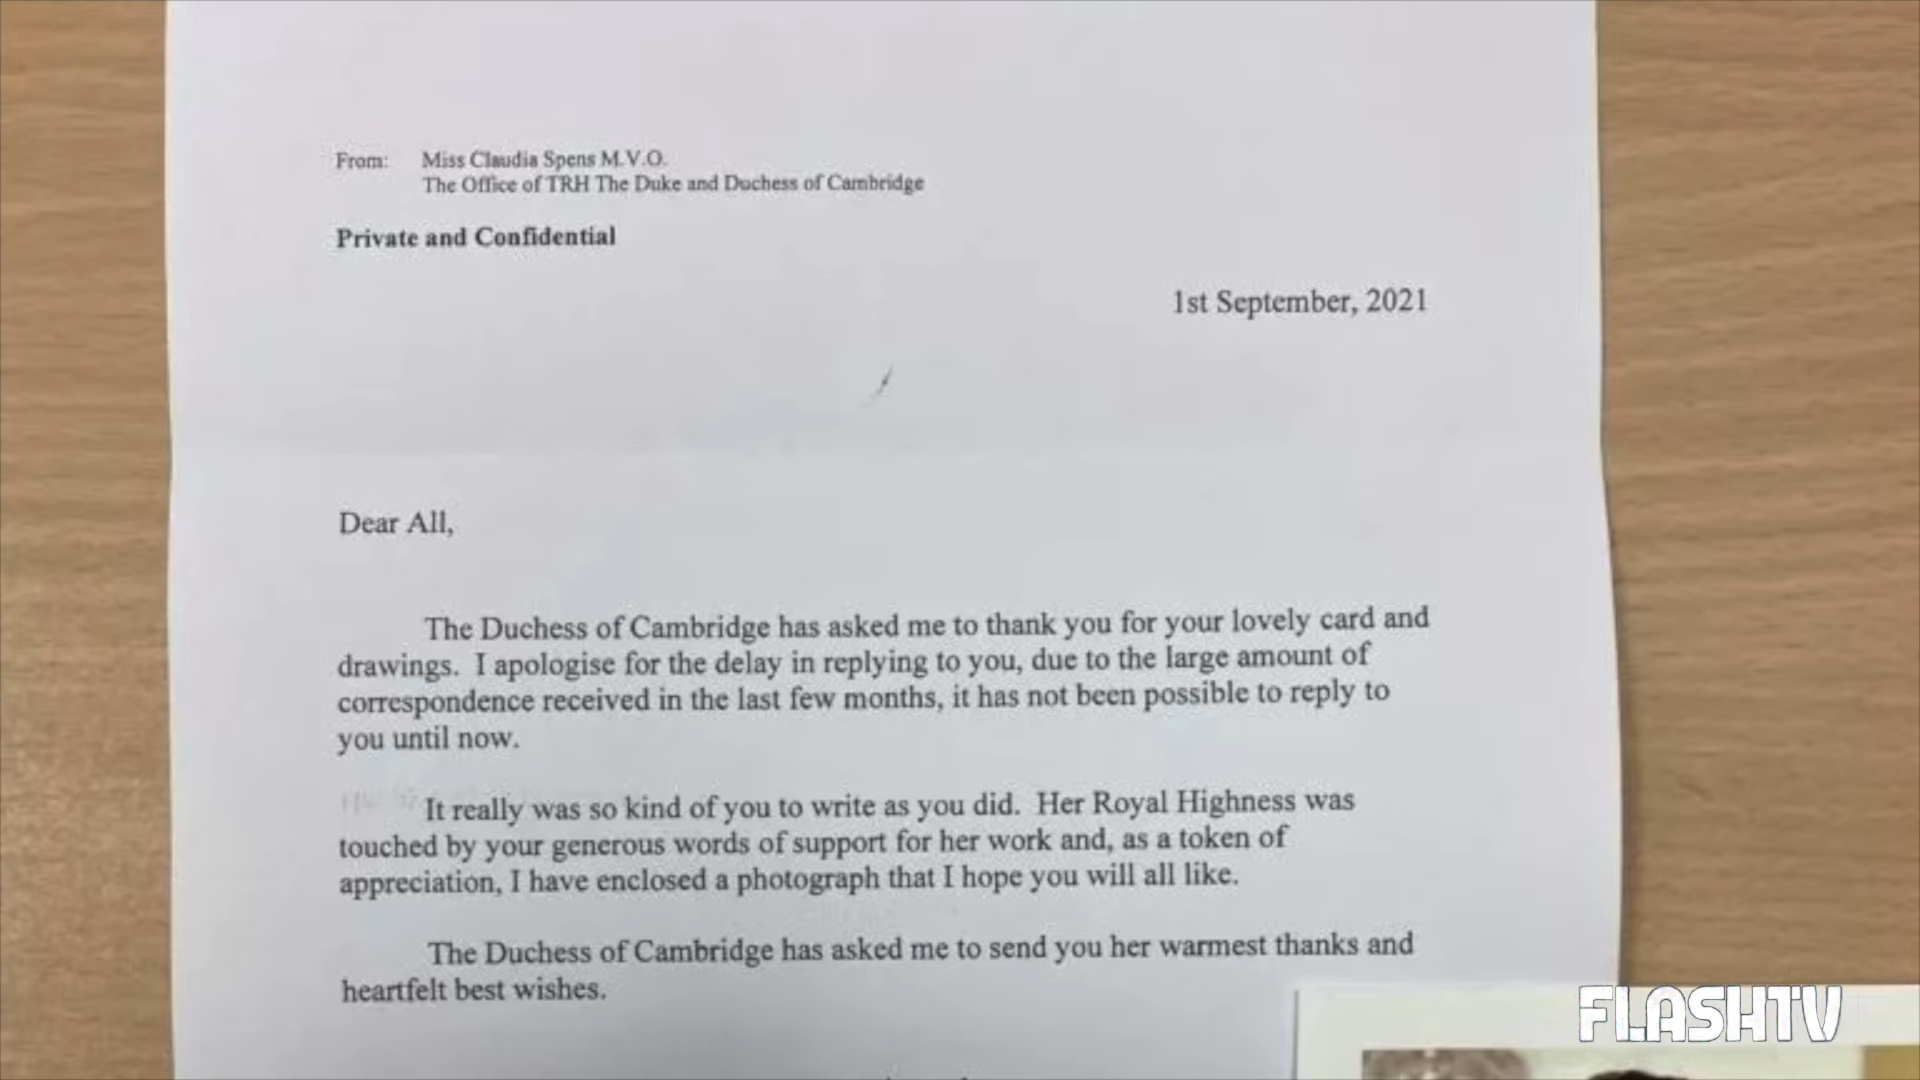 From: Miss Claudia Spens M.V.O.
The Office of TRH The Duke and Duchess of Cambridge
Private and Confidential
1st September, 2021
Dear All,
The Duchess of Cambridge has asked me to thank you for your lovely card and
drawings. I apologise for the delay in replying to you, due to the large amount of
correspondence received in the last few months, it has not been possible to reply to
you until now.
It really was so kind of you to write as you did. Her Royal Highness was
touched by your generous words of support for her work and, as a token of
appreciation, I have enclosed a photograph that I hope you will all like.
The Duchess of Cambridge has asked me to send you her warmest thanks and
heartfelt best wishes.
FLASHTV